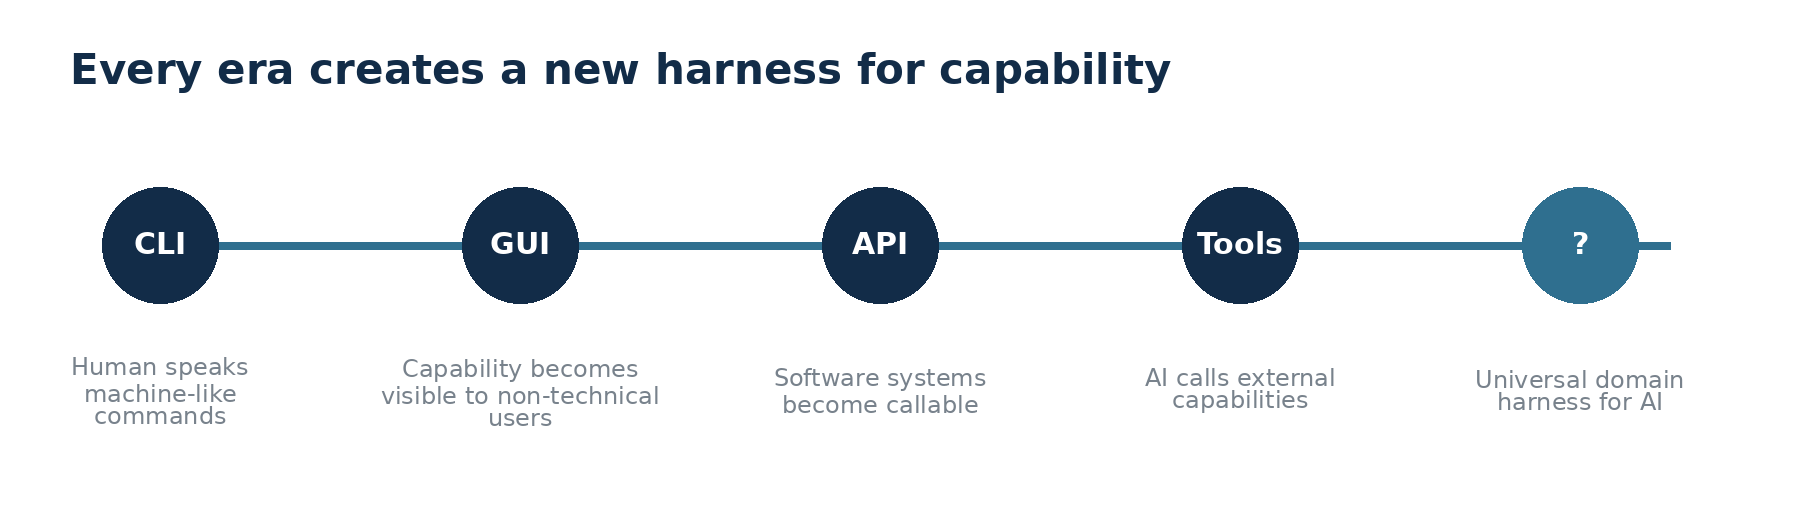 Every era creates a new harness for capability
CLI
GUI
API
Tools
?
Human speaks
machine-like
commands
Capability becomes
visible to non-technical
users
Software systems
become callable
AI calls external
capabilities
Universal domain
harness for AI